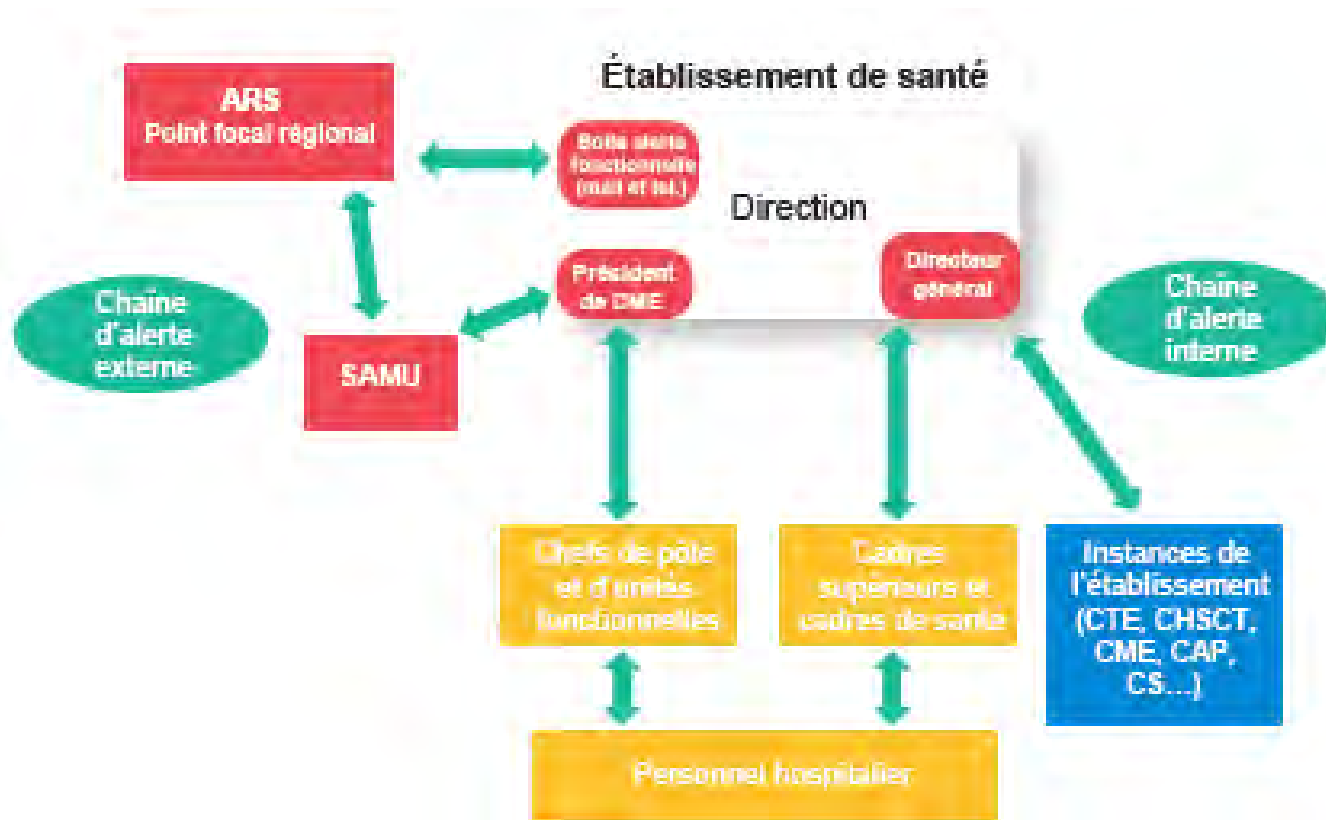 Établissement de santé
ARS
Point focal régional
Boîte alerte
fonctionnelle
(mail et tel.)
Direction
Président
de CME
Directeur
général
Chaîne
d'alerte
externe
Chaîne
d'alerte
interne
SAMU
Chefs de pôle
et d'unités
fonctionnelles
Cadres
supérieurs et
cadres de santé
Instances de
l'établissement
(CTE, CHSCT,
CME, CAP,
CS...)
Personnel hospitalier